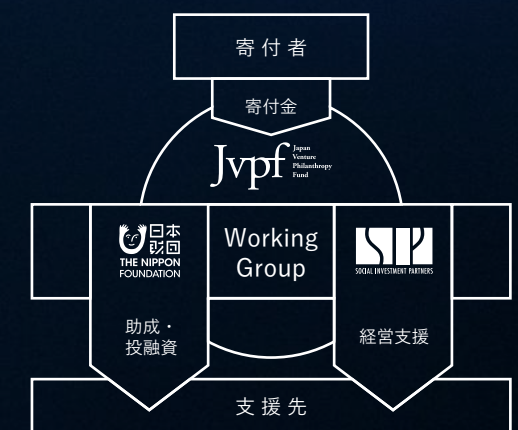 寄付者
寄付金
Jvpf
Japan
Venture
Philanthropy
Fund
日本
財団
THE NIPPON
FOUNDATION
Working
Group
SIP
SOCIAL INVESTMENT PARTNERS
助成・
投融資
経営支援
支援先